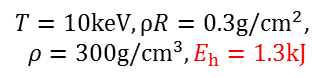 T = 10keV, ρR = 0.3g/cm²,
ρ = 300g/cm³, Eₕ = 1.3kJ